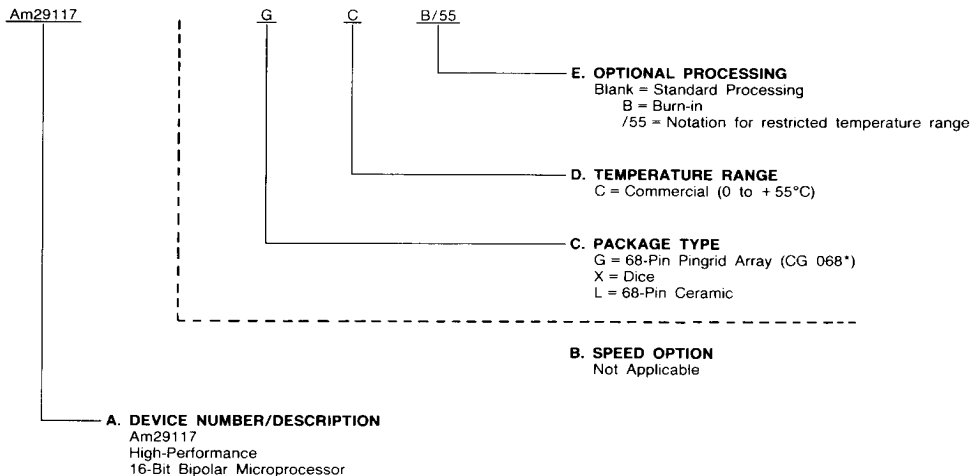 Am29117 G C B/55
E. OPTIONAL PROCESSING
Blank = Standard Processing
B = Burn-in
/55 = Notation for restricted temperature range
D. TEMPERATURE RANGE
C = Commercial (0 to +55°C)
C. PACKAGE TYPE
G = 68-Pin Pingrid Array (CG 068*)
X = Dice
L = 68-Pin Ceramic
B. SPEED OPTION
Not Applicable
A. DEVICE NUMBER/DESCRIPTION
Am29117
High-Performance
16-Bit Bipolar Microprocessor